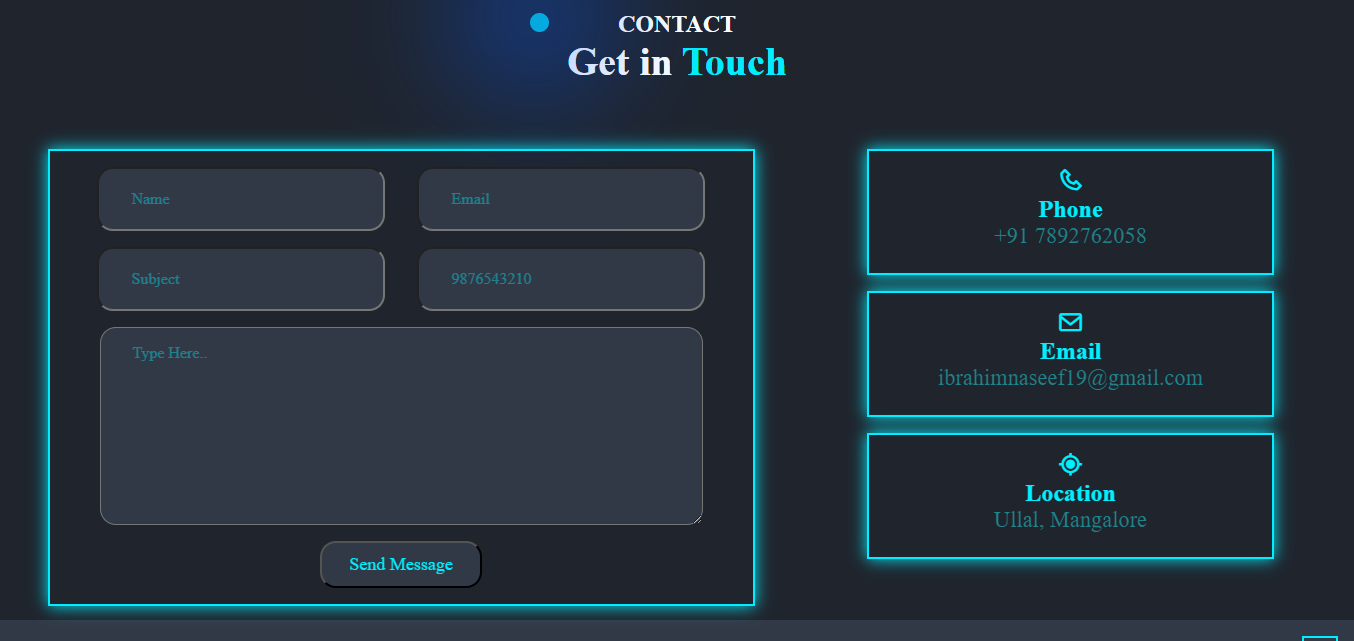 CONTACT
Get in Touch
Name
Email
Subject
9876543210
Type Here..
Send Message
Phone
+91 7892762058
Email
ibrahimnaseef19@gmail.com
Location
Ullal, Mangalore